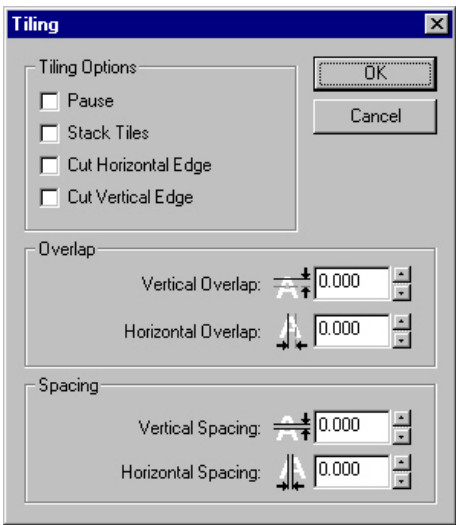 Tiling
Tiling Options
OK
Pause
Cancel
Stack Tiles
Cut Horizontal Edge
Cut Vertical Edge
Overlap
Vertical Overlap: A 0.000
Horizontal Overlap: A 0.000
Spacing
Vertical Spacing: A 0.000
Horizontal Spacing: A 0.000